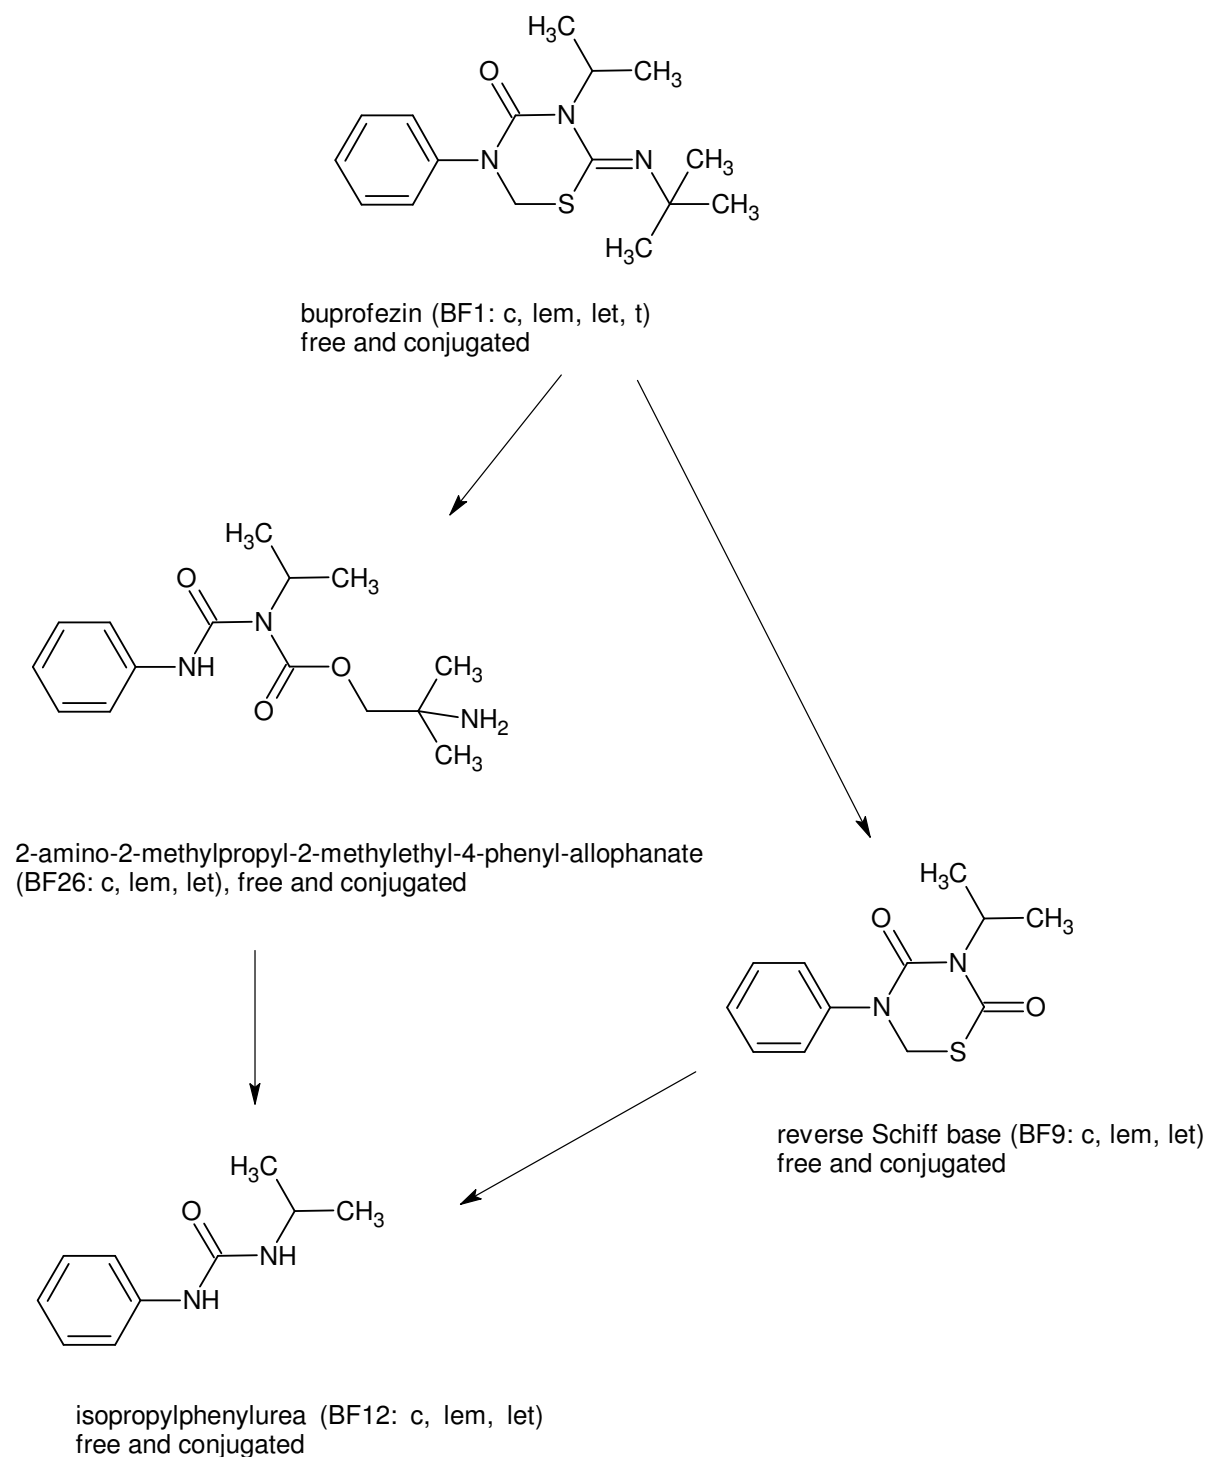 H3C
O
CH3
N
N
N
CH3
S
CH3
H3C
buprofezin (BF1: c, lem, let, t)
free and conjugated
H3C
O
CH3
N
NH
O
CH3
O
NH2
CH3
2-amino-2-methylpropyl-2-methylethyl-4-phenyl-allophanate
(BF26: c, lem, let), free and conjugated
H3C
O
CH3
N
N
O
S
reverse Schiff base (BF9: c, lem, let)
free and conjugated
H3C
O
CH3
NH
NH
isopropylphenylurea (BF12: c, lem, let)
free and conjugated